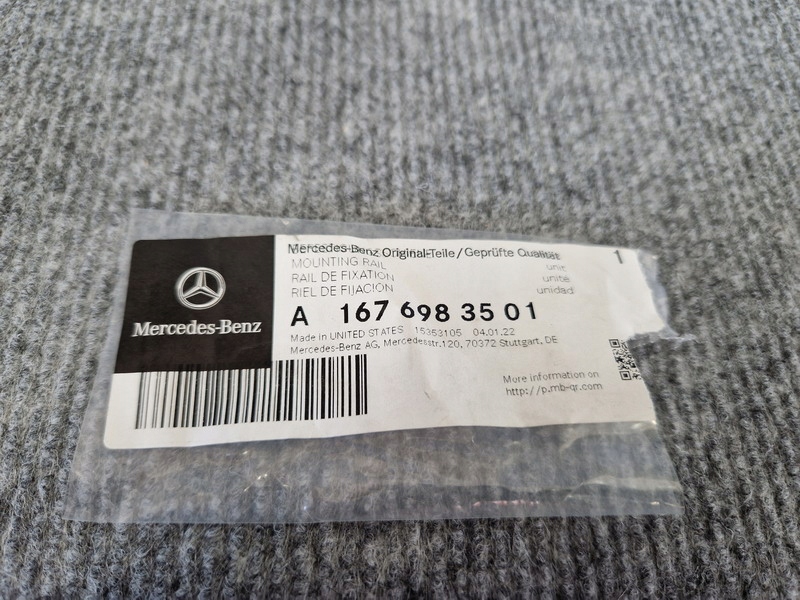 Mercedes-Benz
Mercedes-Benz Original-Teile/Geprüfte Qualität 1
MOUNTING RAIL unit
RAIL DE FIXATION unité
RIEL DE FIJACIÓN unidad
A 167 698 35 01
Made in UNITED STATES 15353105 04.01.22
Mercedes-Benz AG, Mercedesstr.120, 70372 Stuttgart, DE
More information on
http://p.mb-qr.com